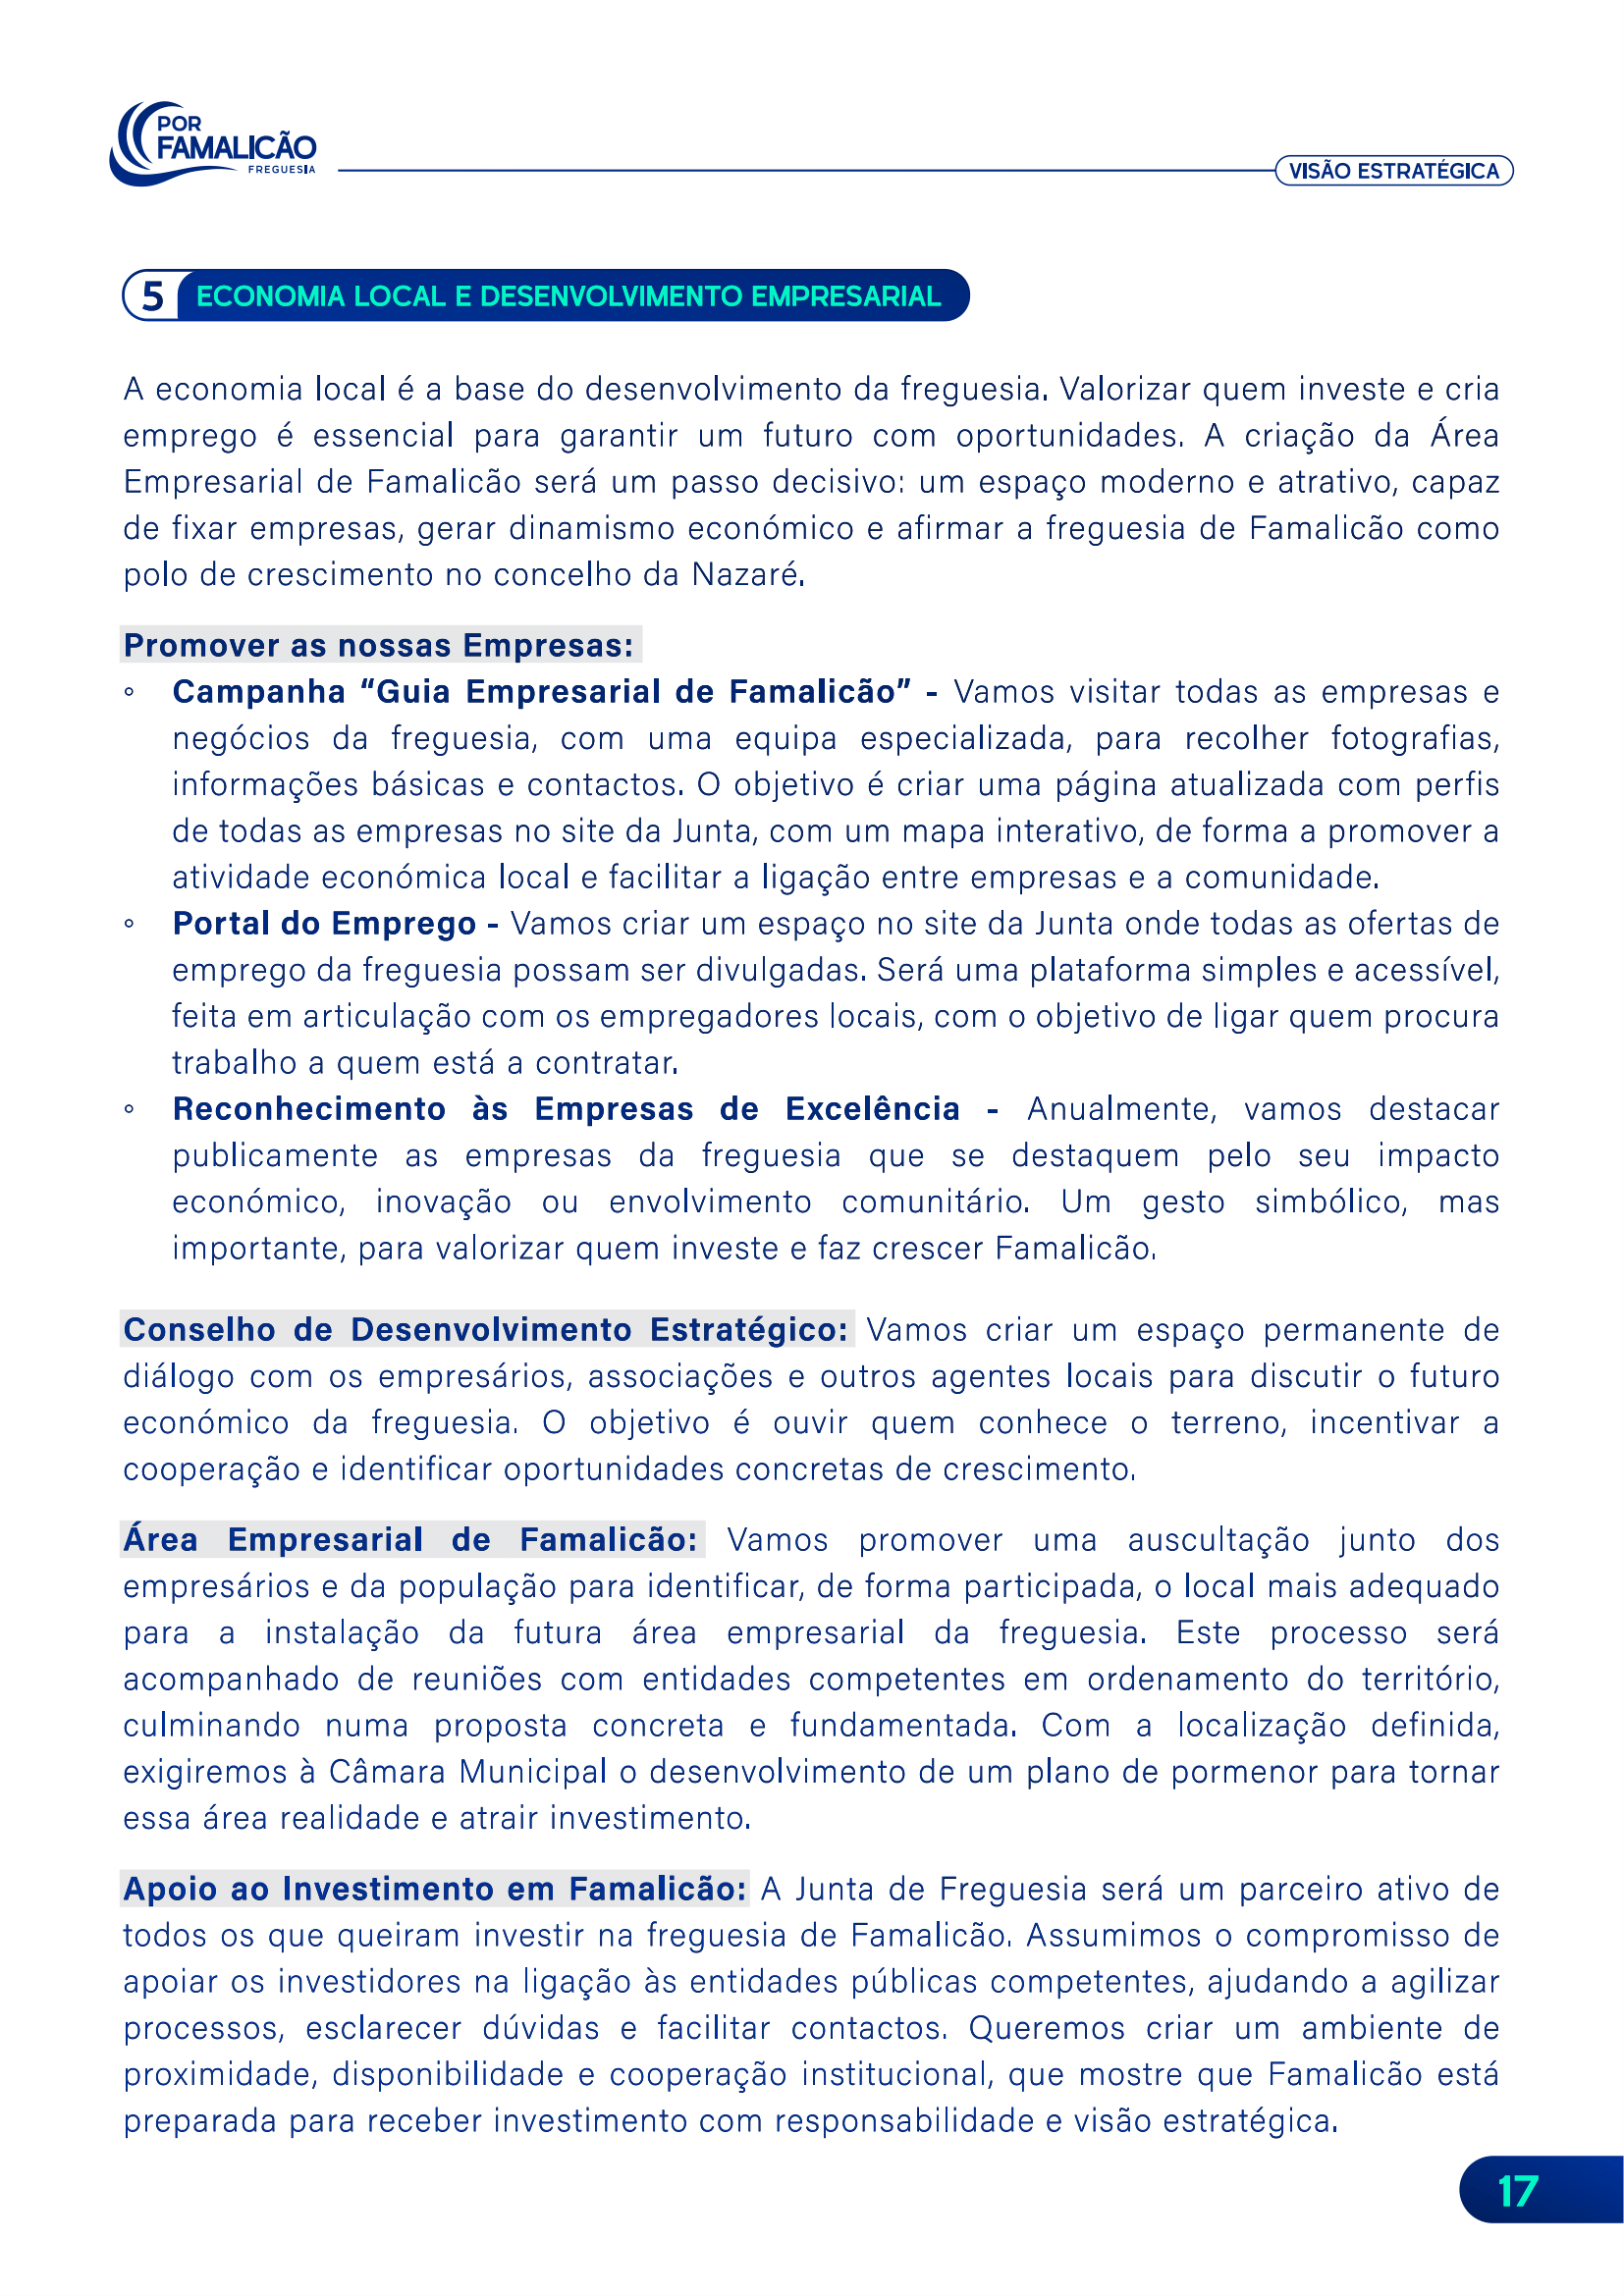 POR
FAMALICÃO
FREGUESIA
VISÃO ESTRATÉGICA
5 ECONOMIA LOCAL E DESENVOLVIMENTO EMPRESARIAL
A economia local é a base do desenvolvimento da freguesia. Valorizar quem investe e cria
emprego é essencial para garantir um futuro com oportunidades. A criação da Área
Empresarial de Famalicão será um passo decisivo: um espaço moderno e atrativo, capaz
de fixar empresas, gerar dinamismo económico e afirmar a freguesia de Famalicão como
polo de crescimento no concelho da Nazaré.
Promover as nossas Empresas:
◦ Campanha “Guia Empresarial de Famalicão” - Vamos visitar todas as empresas e
negócios da freguesia, com uma equipa especializada, para recolher fotografias,
informações básicas e contactos. O objetivo é criar uma página atualizada com perfis
de todas as empresas no site da Junta, com um mapa interativo, de forma a promover a
atividade económica local e facilitar a ligação entre empresas e a comunidade.
◦ Portal do Emprego - Vamos criar um espaço no site da Junta onde todas as ofertas de
emprego da freguesia possam ser divulgadas. Será uma plataforma simples e acessível,
feita em articulação com os empregadores locais, com o objetivo de ligar quem procura
trabalho a quem está a contratar.
◦ Reconhecimento às Empresas de Excelência - Anualmente, vamos destacar
publicamente as empresas da freguesia que se destaquem pelo seu impacto
económico, inovação ou envolvimento comunitário. Um gesto simbólico, mas
importante, para valorizar quem investe e faz crescer Famalicão.
Conselho de Desenvolvimento Estratégico: Vamos criar um espaço permanente de
diálogo com os empresários, associações e outros agentes locais para discutir o futuro
económico da freguesia. O objetivo é ouvir quem conhece o terreno, incentivar a
cooperação e identificar oportunidades concretas de crescimento.
Área Empresarial de Famalicão: Vamos promover uma auscultação junto dos
empresários e da população para identificar, de forma participada, o local mais adequado
para a instalação da futura área empresarial da freguesia. Este processo será
acompanhado de reuniões com entidades competentes em ordenamento do território,
culminando numa proposta concreta e fundamentada. Com a localização definida,
exigiremos à Câmara Municipal o desenvolvimento de um plano de pormenor para tornar
essa área realidade e atrair investimento.
Apoio ao Investimento em Famalicão: A Junta de Freguesia será um parceiro ativo de
todos os que queiram investir na freguesia de Famalicão. Assumimos o compromisso de
apoiar os investidores na ligação às entidades públicas competentes, ajudando a agilizar
processos, esclarecer dúvidas e facilitar contactos. Queremos criar um ambiente de
proximidade, disponibilidade e cooperação institucional, que mostre que Famalicão está
preparada para receber investimento com responsabilidade e visão estratégica.
17